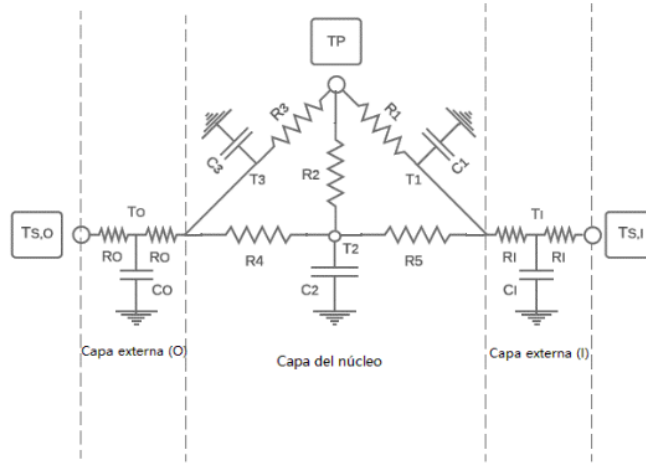 TP
R3
R1
C3
C1
T3
R2
T1
TO
TI
TS,O
TS,I
RO
RO
R4
T2
R5
RI
RI
CO
C2
CI
Capa externa (O)
Capa del núcleo
Capa externa (I)